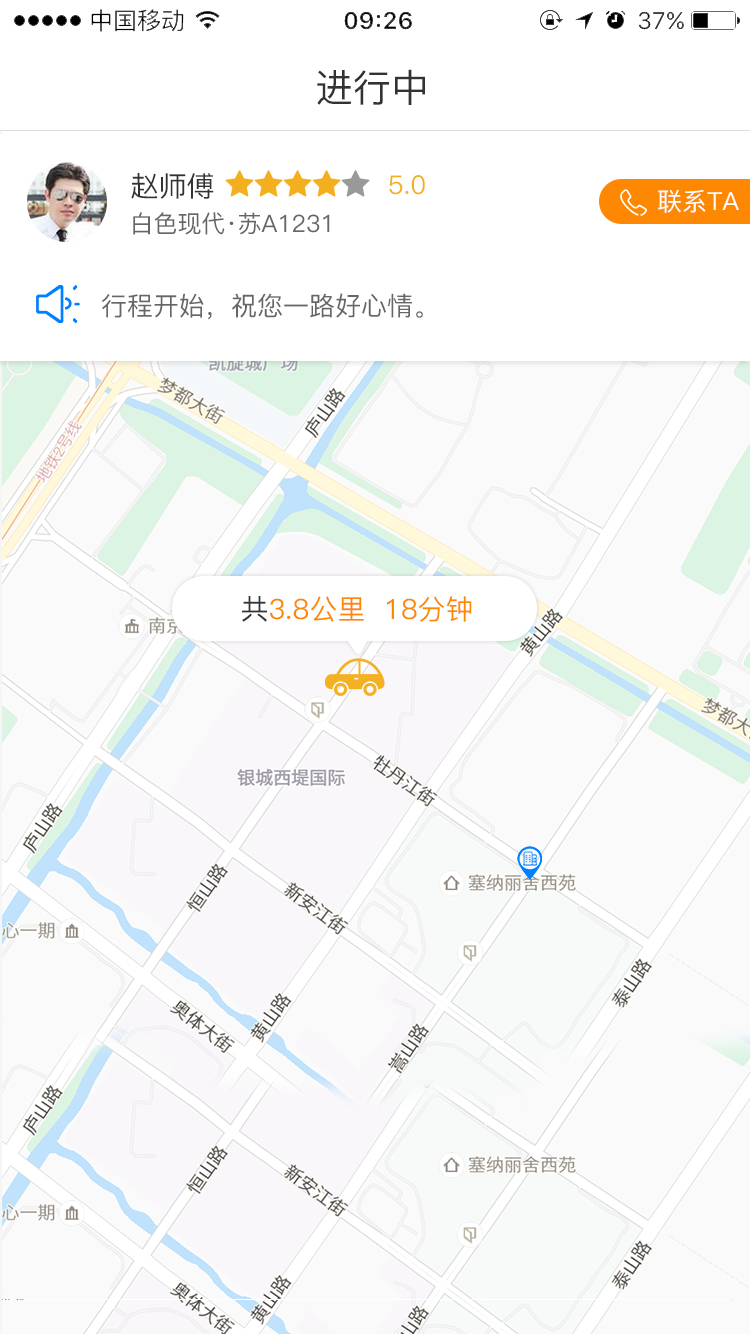 中国移动 09:26 37%
进行中
赵师傅 5.0
白色现代·苏A1231
联系TA
行程开始，祝您一路好心情。
凯旋城广场
梦都大街
庐山路
地铁2号线
共3.8公里 18分钟
南京
黄山路
梦都大
银城西堤国际
牡丹江街
庐山路
恒山路
新安江街
塞纳丽舍西苑
心一期
泰山路
奥体大街
黄山路
嵩山路
庐山路
恒山路
新安江街
塞纳丽舍西苑
心一期
泰山路
奥体大街
黄山路
山路